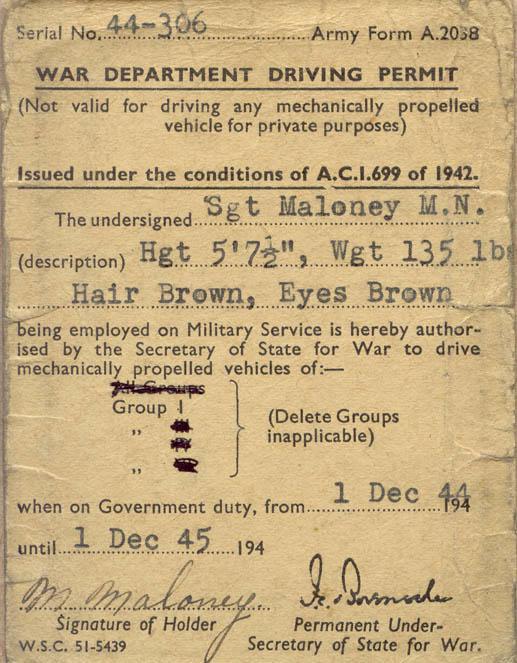 Serial No. 44-306 Army Form A.2038
WAR DEPARTMENT DRIVING PERMIT
(Not valid for driving any mechanically propelled
vehicle for private purposes)
Issued under the conditions of A.C.I.699 of 1942.
The undersigned Sgt Maloney M.N.
(description) Hgt 5'7½", Wgt 135 lbs
Hair Brown, Eyes Brown
being employed on Military Service is hereby author-
ised by the Secretary of State for War to drive
mechanically propelled vehicles of:—
All Groups
Group 1
„
„ (Delete Groups
„ inapplicable)
when on Government duty, from 1 Dec 44 194
until 1 Dec 45 194
M. Maloney.
Signature of Holder Permanent Under-
W.S.C. 51-5439 Secretary of State for War.